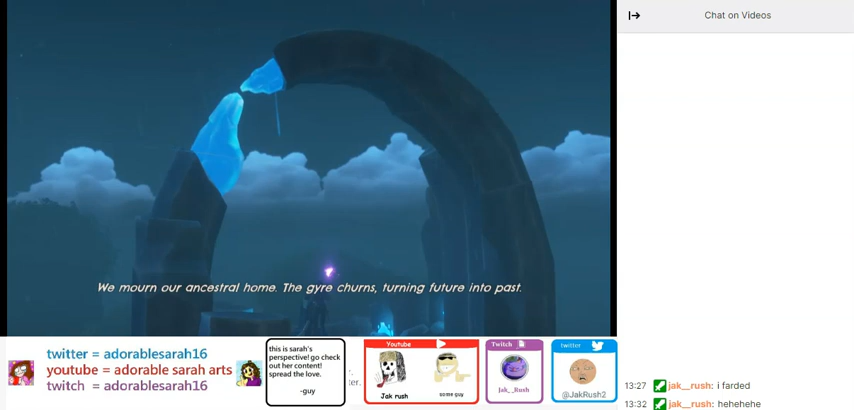 Chat on Videos
We mourn our ancestral home. The gyre churns, turning future into past.
twitter = adorablesarah16
youtube = adorable sarah arts
twitch = adorablesarah16
this is sarah's
perspective! go check
out her content!
spread the love.
-guy
r.
ter.
Youtube
Jak rush
some guy
Twitch
Jak_Rush
twitter
@JakRush2
13:27 jak__rush: i farded
13:32 jak__rush: hehehehe